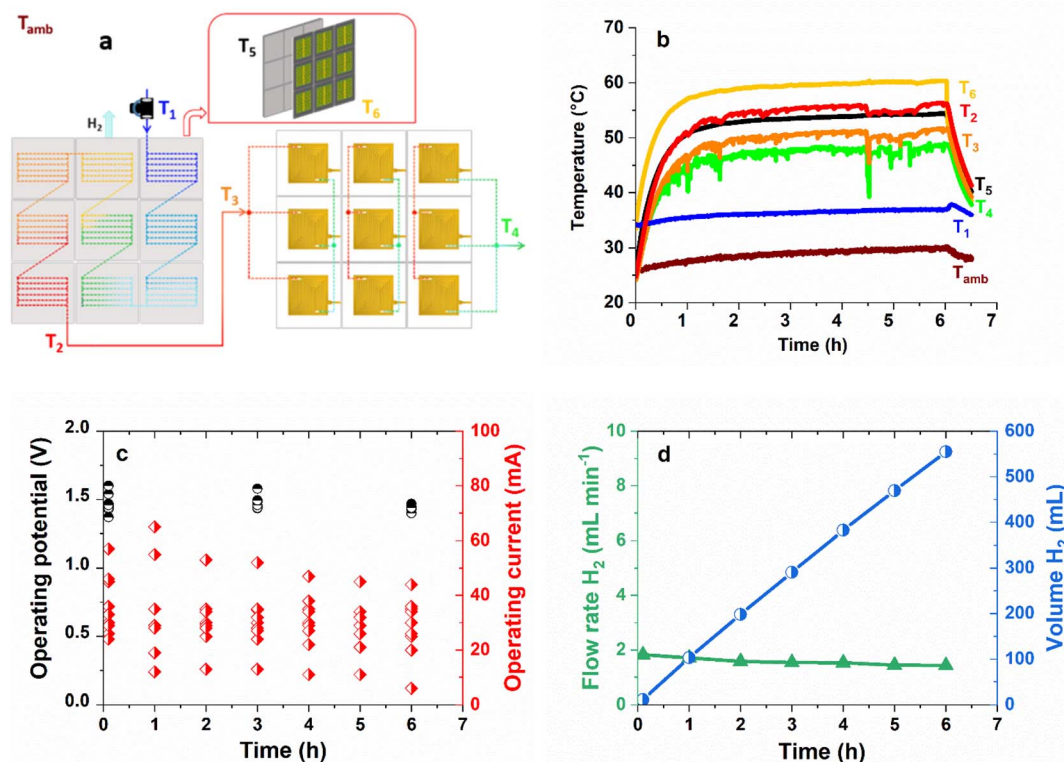 T_amb
a
T₅
T₆
T₁
H₂
T₃
T₄
T₂
b
Temperature (°C)
70
60
50
40
30
20
T₆
T₂
T₃
T₅
T₄
T₁
T_amb
0 1 2 3 4 5 6 7
Time (h)
c
Operating potential (V)
2.0
1.5
1.0
0.5
0.0
Operating current (mA)
100
80
60
40
20
0
0 1 2 3 4 5 6 7
Time (h)
d
Flow rate H₂ (mL min⁻¹)
10
8
6
4
2
0
Volume H₂ (mL)
600
500
400
300
200
100
0
0 1 2 3 4 5 6 7
Time (h)